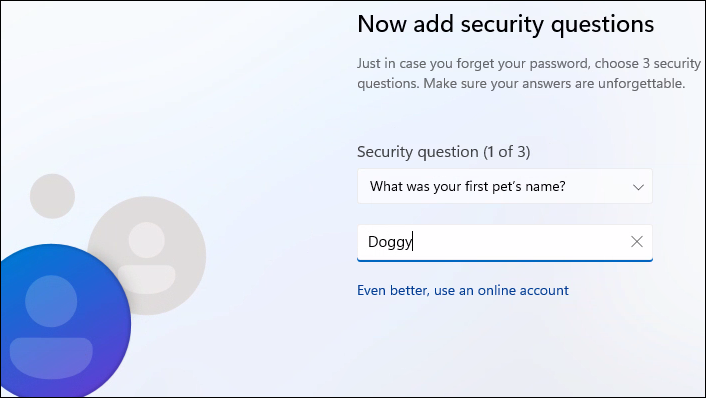 Now add security questions
Just in case you forget your password, choose 3 security
questions. Make sure your answers are unforgettable.
Security question (1 of 3)
What was your first pet's name?
Doggy
Even better, use an online account